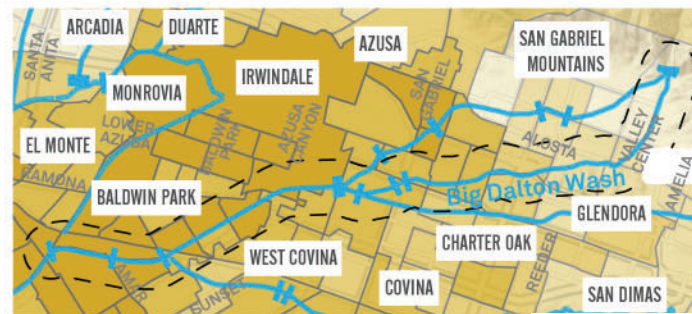 ARCADIA
DUARTE
SANTA
ANITA
AZUSA
SAN GABRIEL
MOUNTAINS
IRWINDALE
SAN
GABRIEL
MONROVIA
LOWER
AZUSA
BALDWIN
PARK
AZUSA
CANYON
ALOSTA
VALLEY
CENTER
EL MONTE
RAMONA
BALDWIN PARK
Big Dalton Wash
AMELIA
GLENDORA
WEST COVINA
CHARTER OAK
REEDER
AMAR
SUNSET
COVINA
SAN DIMAS